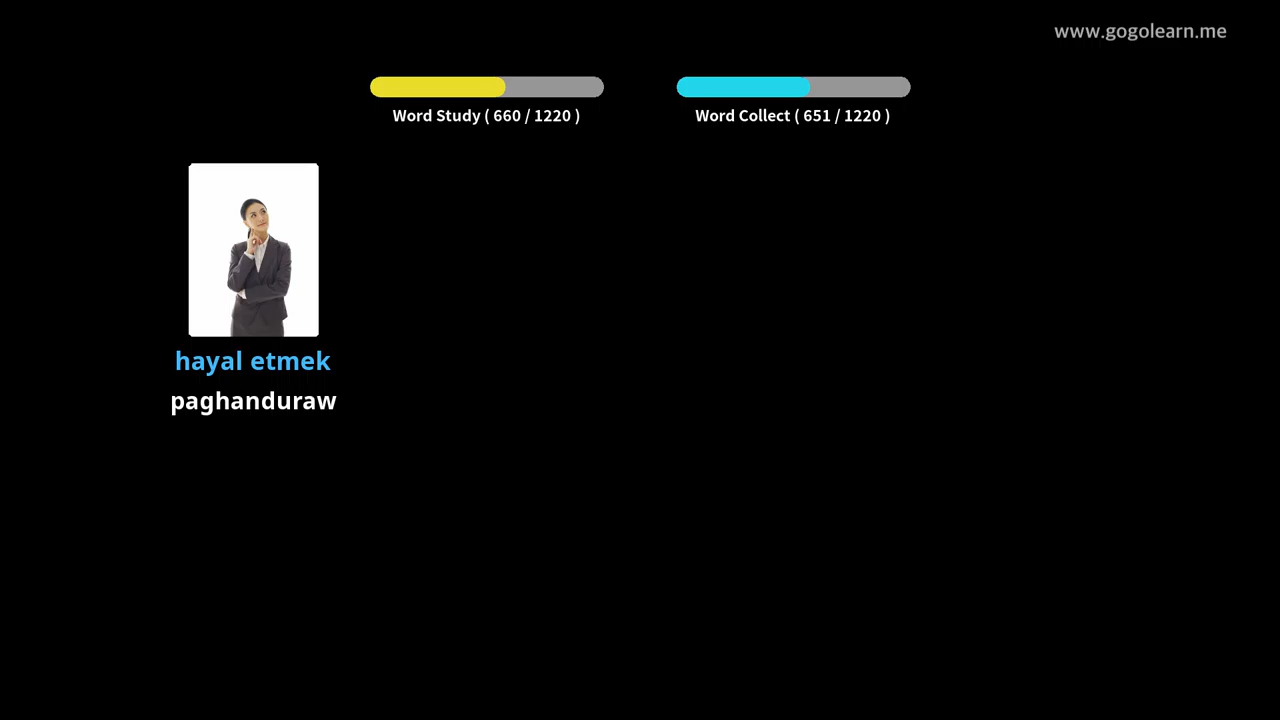 www.gogolearn.me
Word Study ( 660 / 1220 )
Word Collect ( 651 / 1220 )
hayal etmek
paghanduraw